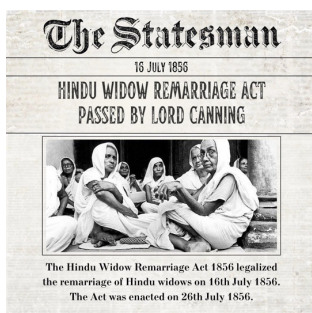 The Statesman
16 JULY 1856
HINDU WIDOW REMARRIAGE ACT
PASSED BY LORD CANNING
The Hindu Widow Remarriage Act 1856 legalized
the remarriage of Hindu widows on 16th July 1856.
The Act was enacted on 26th July 1856.